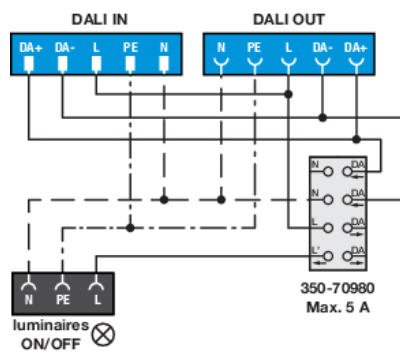 DALI IN
DALI OUT
DA+ DA- L PE N
N PE L DA- DA+
N DA
N DA
L DA
L' DA
350-70980
Max. 5 A
N PE L
luminaires
ON/OFF